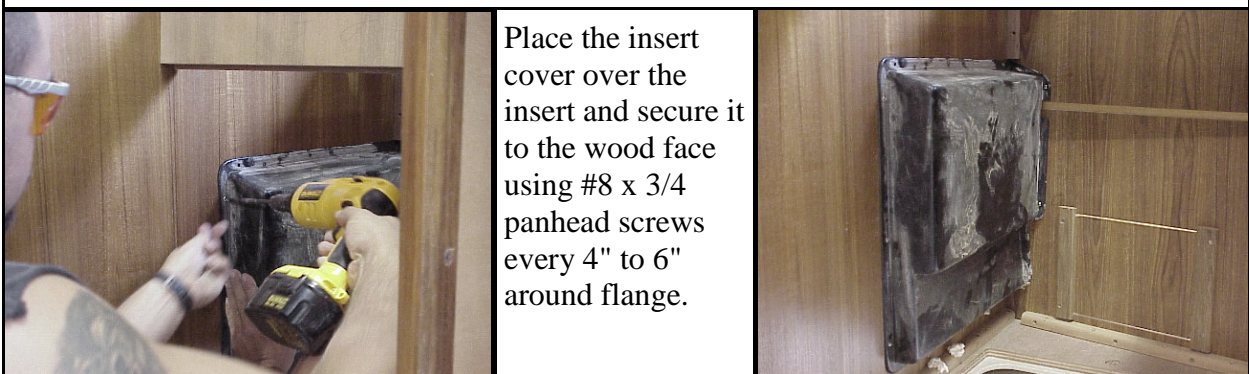 Place the insert
cover over the
insert and secure it
to the wood face
using #8 x 3/4
panhead screws
every 4" to 6"
around flange.